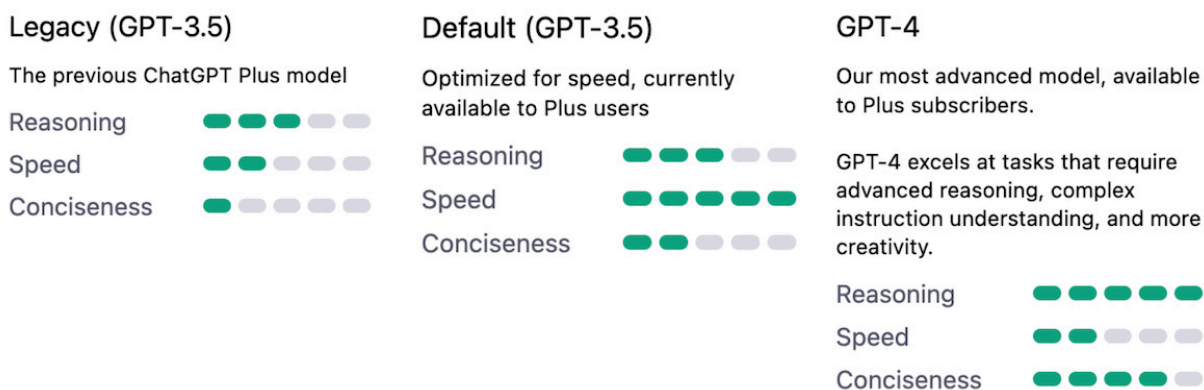 Legacy (GPT-3.5)
The previous ChatGPT Plus model
Reasoning
Speed
Conciseness
Default (GPT-3.5)
Optimized for speed, currently
available to Plus users
Reasoning
Speed
Conciseness
GPT-4
Our most advanced model, available
to Plus subscribers.
GPT-4 excels at tasks that require
advanced reasoning, complex
instruction understanding, and more
creativity.
Reasoning
Speed
Conciseness